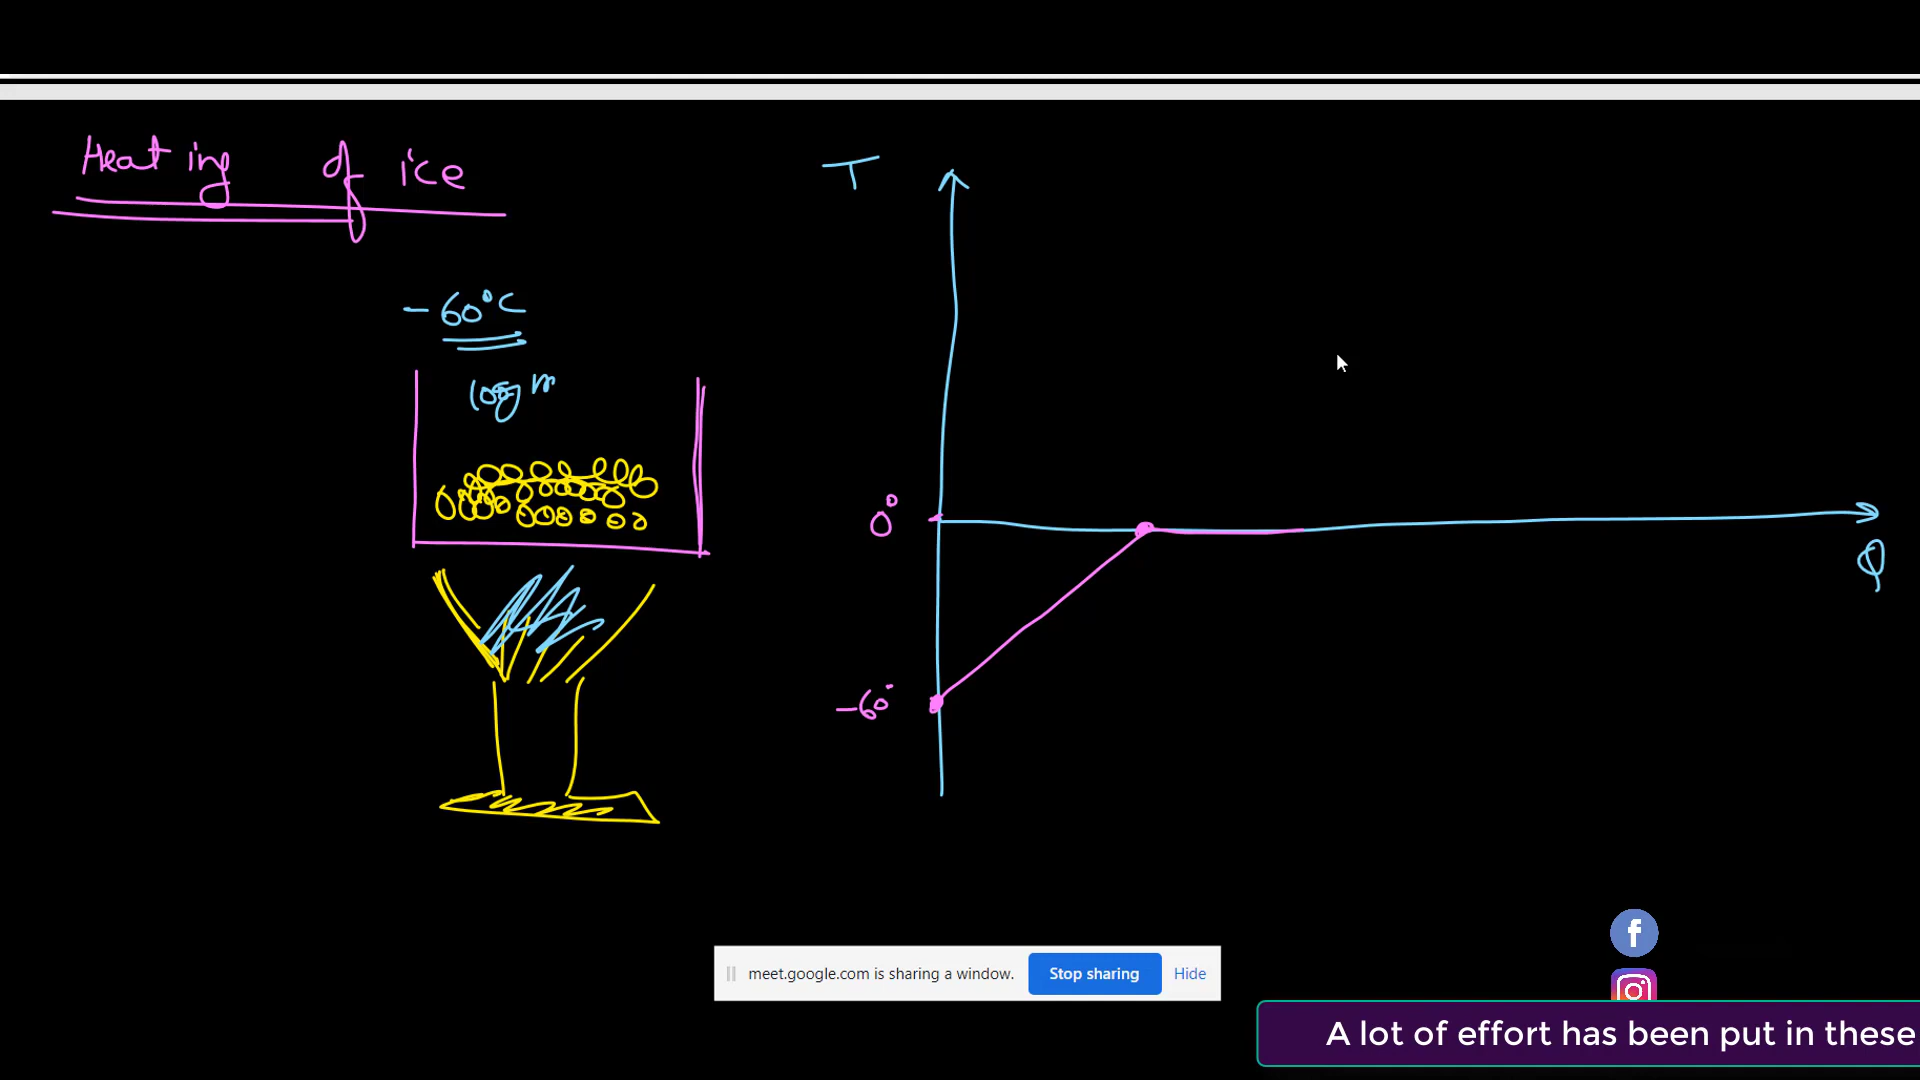 Heating of ice
T
-60°C
100g m
0°
Q
-60°
meet.google.com is sharing a window. Stop sharing Hide
A lot of effort has been put in these